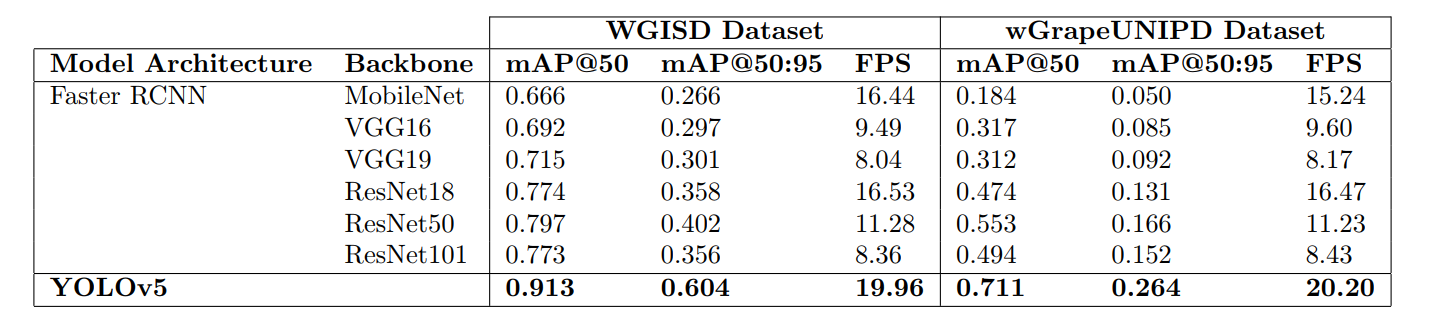 WGISD Dataset wGrapeUNIPD Dataset
Model Architecture Backbone mAP@50 mAP@50:95 FPS mAP@50 mAP@50:95 FPS
Faster RCNN MobileNet 0.666 0.266 16.44 0.184 0.050 15.24
VGG16 0.692 0.297 9.49 0.317 0.085 9.60
VGG19 0.715 0.301 8.04 0.312 0.092 8.17
ResNet18 0.774 0.358 16.53 0.474 0.131 16.47
ResNet50 0.797 0.402 11.28 0.553 0.166 11.23
ResNet101 0.773 0.356 8.36 0.494 0.152 8.43
YOLOv5 0.913 0.604 19.96 0.711 0.264 20.20